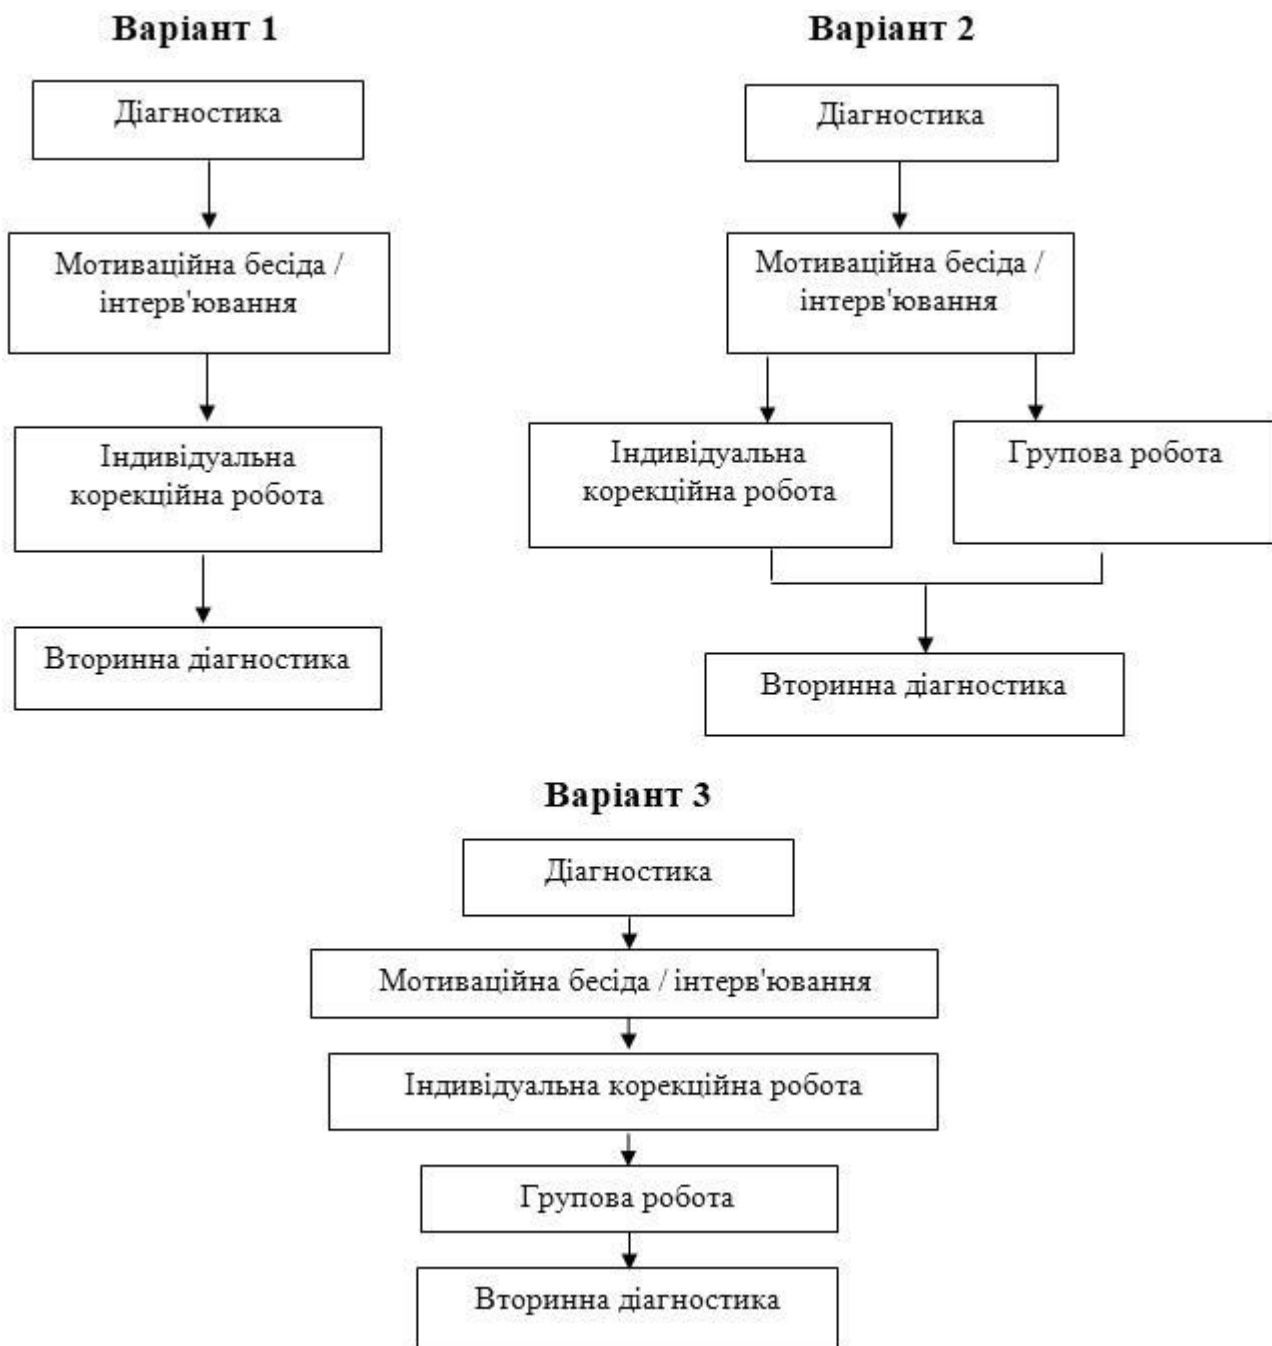 Варіант 1
Діагностика
Мотиваційна бесіда /
інтерв'ювання
Індивідуальна
корекційна робота
Вторинна діагностика
Варіант 2
Діагностика
Мотиваційна бесіда /
інтерв'ювання
Індивідуальна
корекційна робота
Групова робота
Вторинна діагностика
Варіант 3
Діагностика
Мотиваційна бесіда / інтерв'ювання
Індивідуальна корекційна робота
Групова робота
Вторинна діагностика